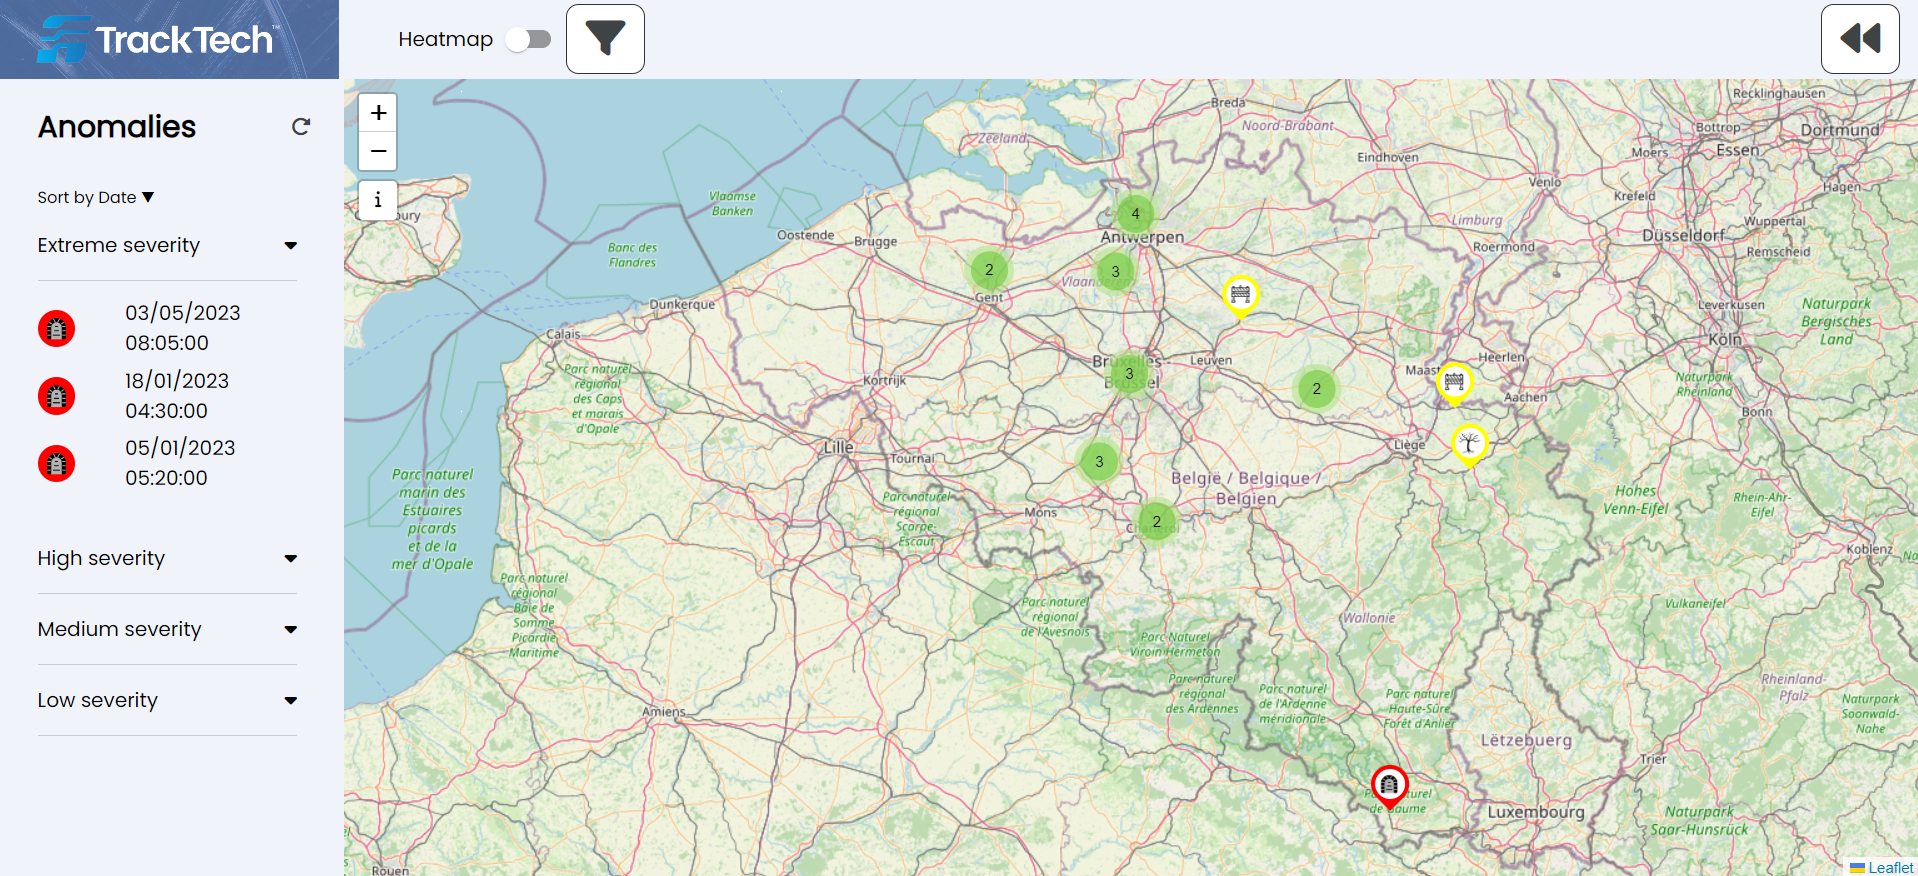 TrackTech™
Heatmap
Anomalies
Sort by Date ▼
Extreme severity
03/05/2023
08:05:00
18/01/2023
04:30:00
05/01/2023
05:20:00
High severity
Medium severity
Low severity
+
−
i
Breda
Noord-Brabant
Zeeland
Eindhoven
Venlo
Recklinghausen
Bottrop
Dortmund
Essen
Moers
Krefeld
Hagen
Wuppertal
Düsseldorf
Remscheid
Limburg
Roermond
Vlaamse
Banken
Oostende
Brugge
Banc des
Flandres
4
Antwerpen
2
Gent
3
Dunkerque
Calais
Leverkusen
Naturpark
Bergisches
Land
Köln
Parc naturel
régional
des Caps
et marais
d'Opale
Kortrijk
Bruxelles -
Brussel
3
Leuven
2
Heerlen
Aachen
Naturpark
Rheinland
Bonn
Lille
Tournai
Liège
3
België / Belgique /
Belgien
Parc naturel
marin des
Estuaires
picards
et de la
mer d'Opale
Parc naturel
régional
Scarpe-
Escaut
Mons
2
Hohes
Venn-Eifel
Rhein-Ahr-
Eifel
Koblenz
Parc naturel
régional
Baie de
Somme
Picardie
Maritime
Parc naturel
régional
de l'Avesnois
Parc Naturel
Viroin Hermeton
Wallonie
Vulkaneifel
Parc naturel
régional
des Ardennes
Parc naturel
de l'Ardenne
méridionale
Parc naturel
Haute-Sûre
Forêt d'Anlier
Rheinland-
Pfalz
Naturpark
Soonwald-
Nahe
Amiens
Lëtzebuerg
Trier
Luxembourg
Naturpark
Saar-Hunsrück
Rouen
Leaflet